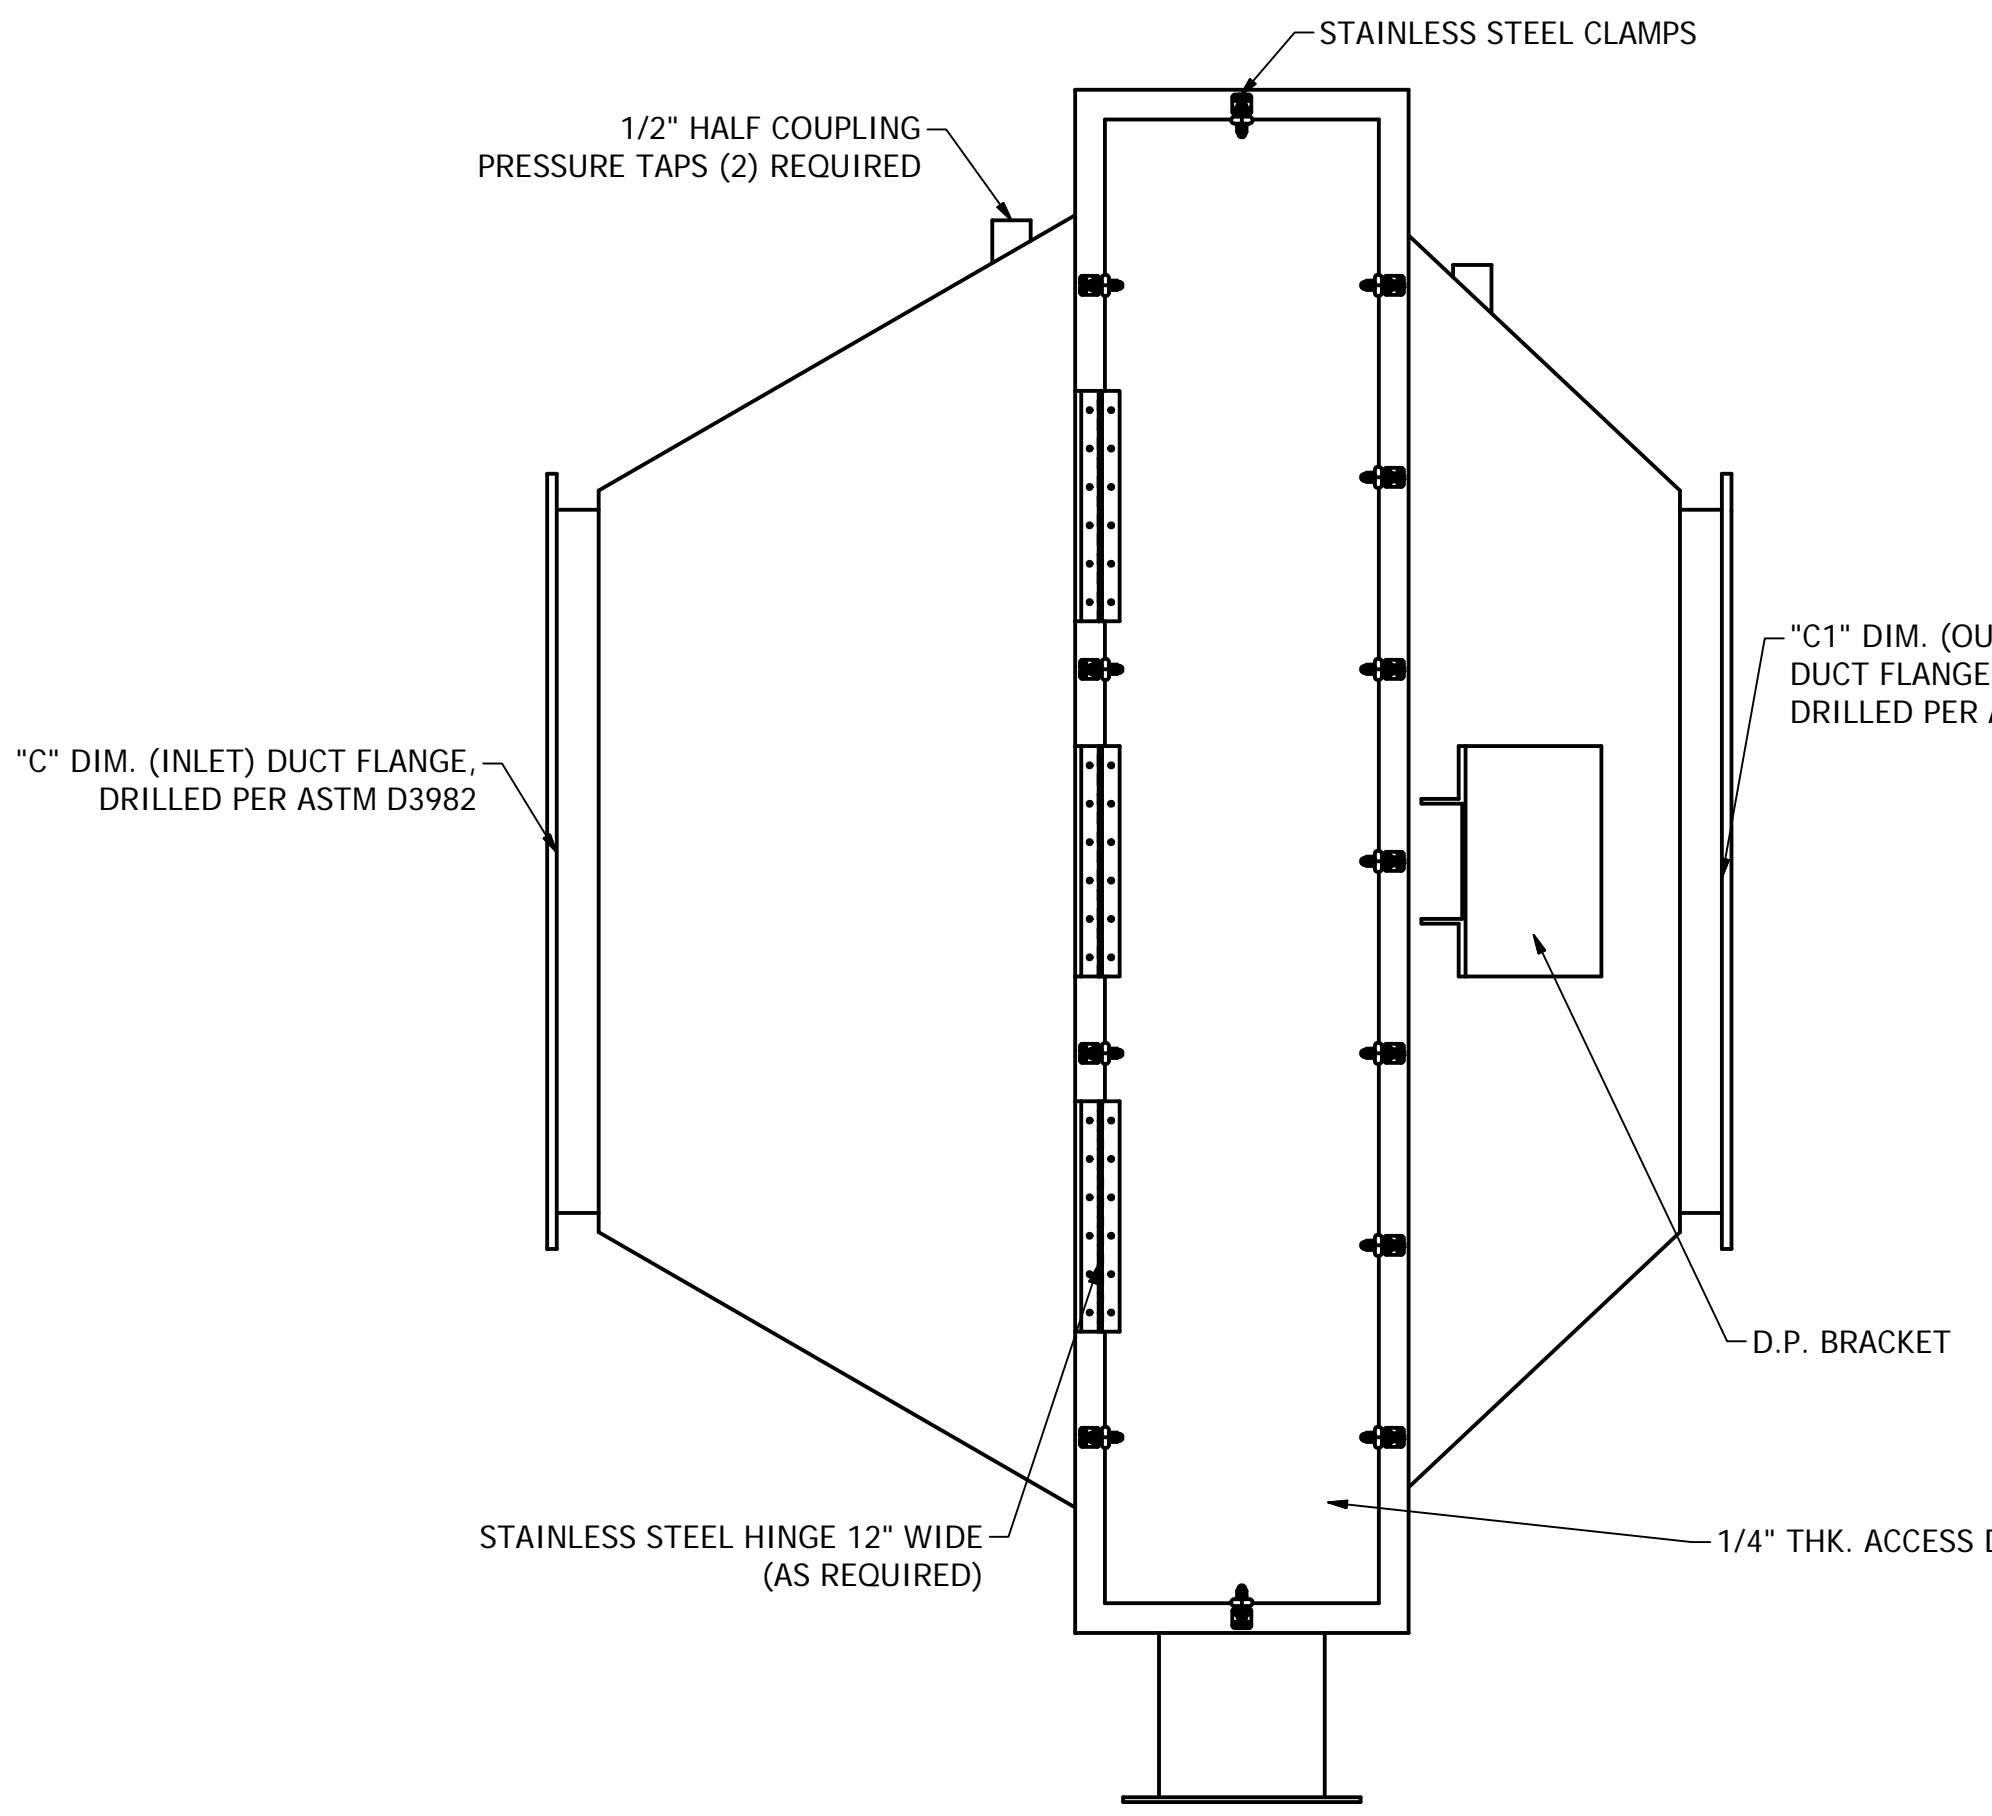 STAINLESS STEEL CLAMPS
1/2" HALF COUPLING
PRESSURE TAPS (2) REQUIRED
"C1" DIM. (OU
DUCT FLANGE
DRILLED PER
"C" DIM. (INLET) DUCT FLANGE,
DRILLED PER ASTM D3982
D.P. BRACKET
STAINLESS STEEL HINGE 12" WIDE
(AS REQUIRED)
1/4" THK. ACCESS